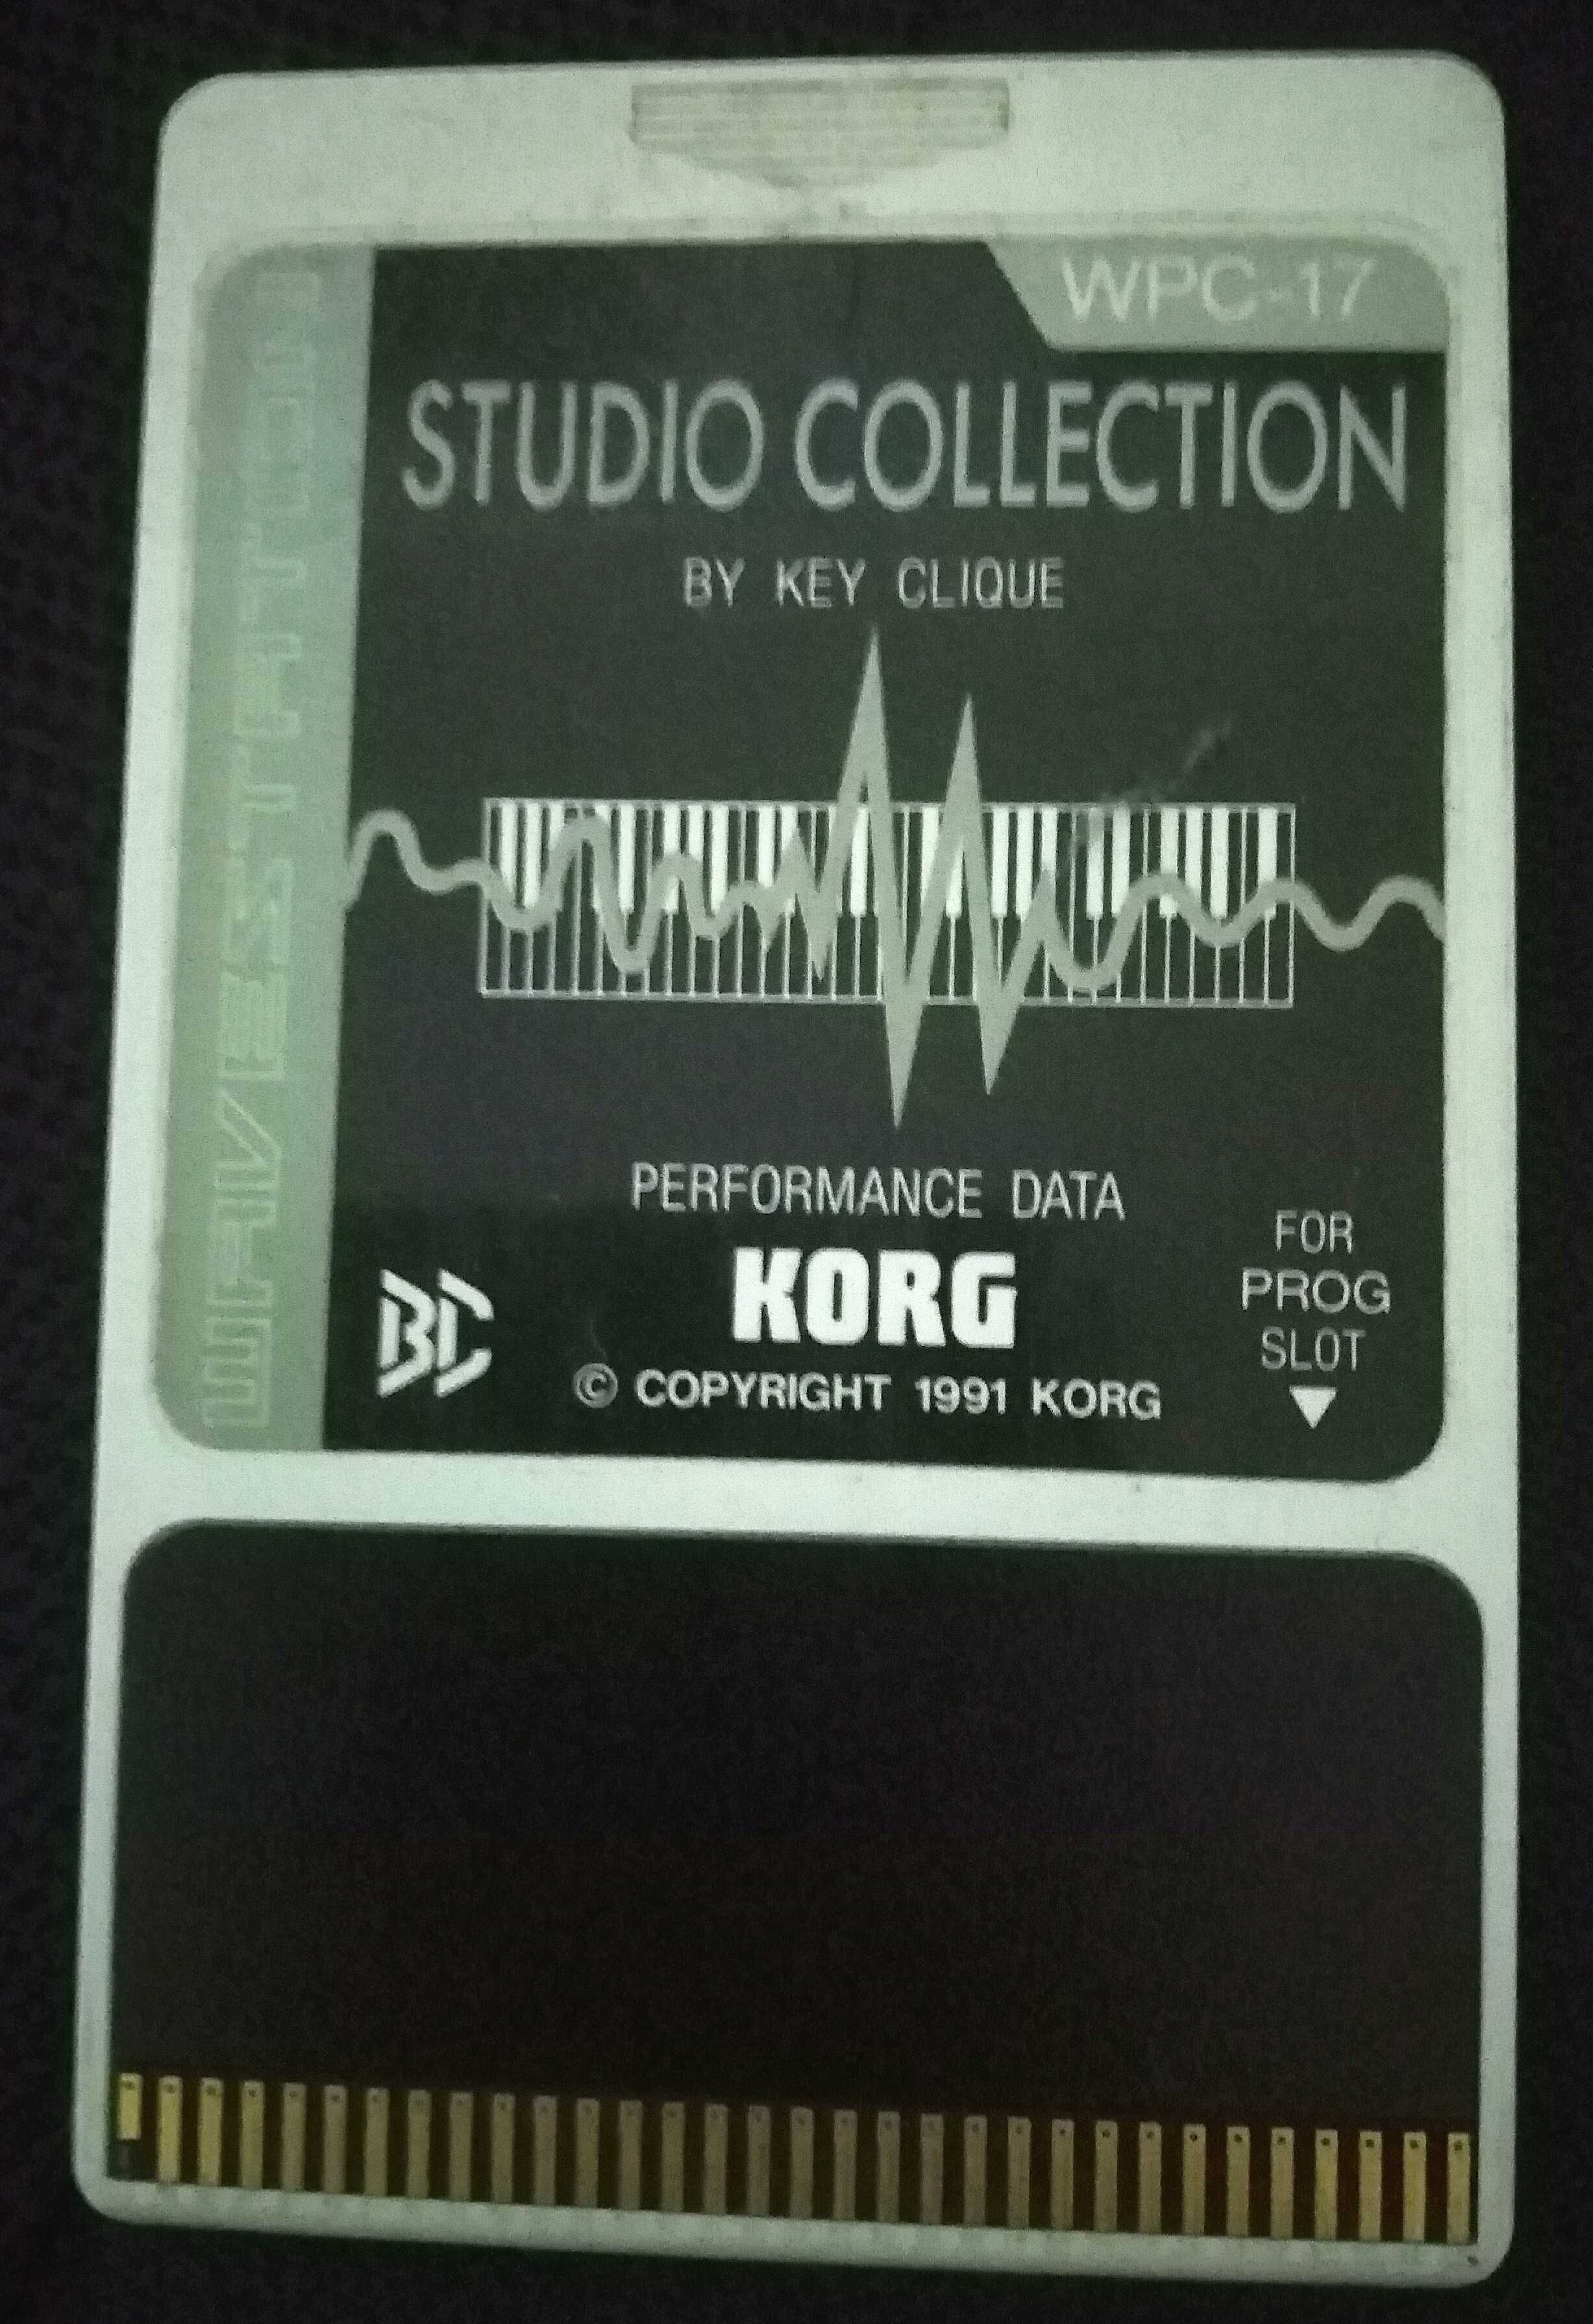 WPC-17
STUDIO COLLECTION
BY KEY CLIQUE
PERFORMANCE DATA
KORG
© COPYRIGHT 1991 KORG
FOR
PROG
SLOT
BC
WAVESTATION